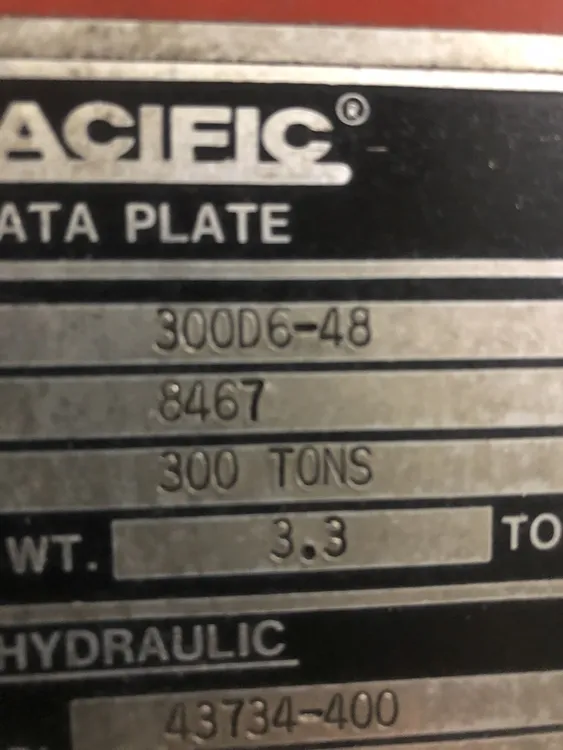 ACIFIC®
ATA PLATE
300D6-48
8467
300 TONS
WT. 3.3 TO
HYDRAULIC
43734-400